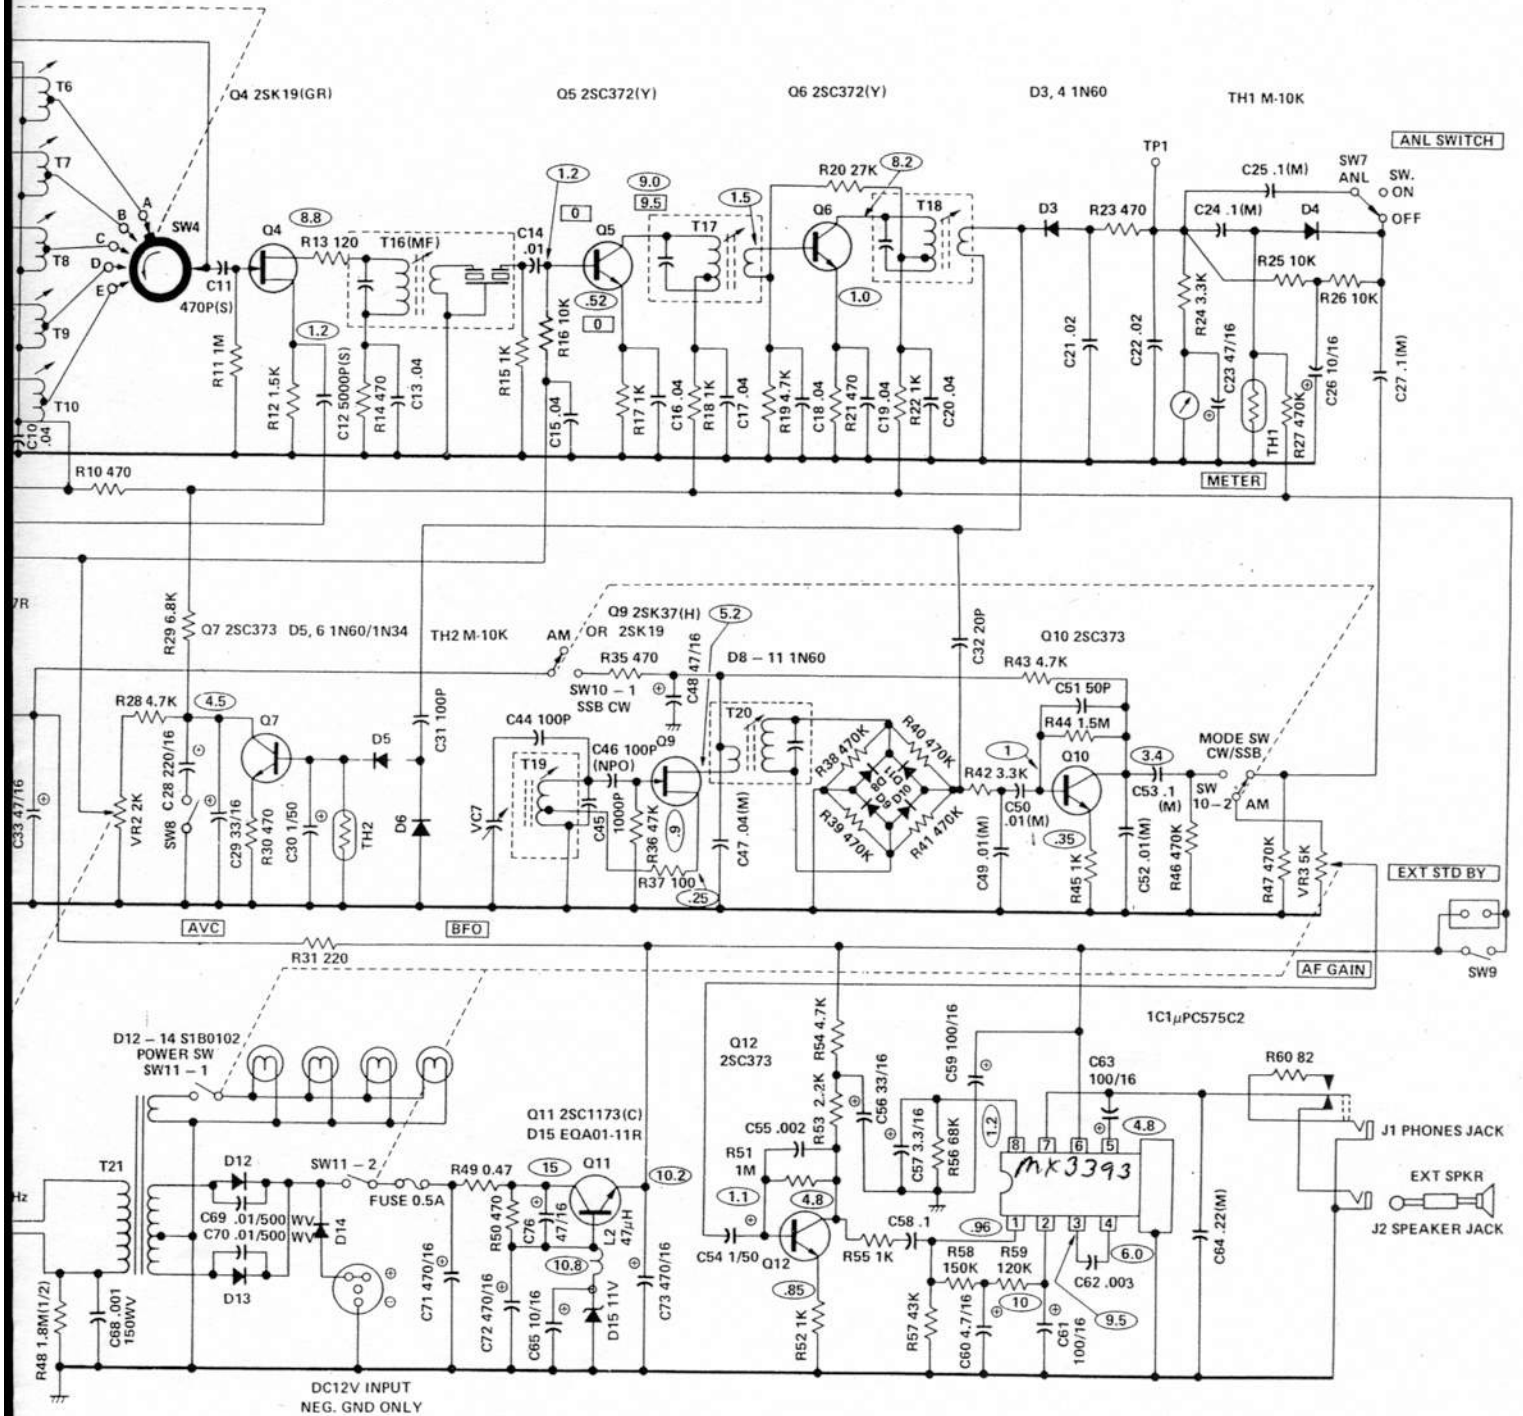 Q4 2SK19(GR)
Q5 2SC372(Y)
Q6 2SC372(Y)
D3, 4 1N60
TH1 M-10K
ANL SWITCH
T6
T7
T8
T9
T10
A
B
C
D
E
SW4
C11
470P(S)
Q4
8.8
R13 120
T16(MF)
C14
.01
1.2
0
Q5
9.0
9.5
T17
1.5
R20 27K
Q6
8.2
T18
D3
R23 470
TP1
C25 .1(M)
SW7
ANL
SW.
ON
OFF
C24 .1(M)
D4
R25 10K
R26 10K
R24 3.3K
1.2
.52
0
1.0
C10
.04
R11 1M
R12 1.5K
C12 5000P(S)
R14 470
C13 .04
R15 1K
R16 10K
C15 .04
R17 1K
C16 .04
R18 1K
C17 .04
R19 4.7K
C18 .04
R21 470
C19 .04
R22 1K
C20 .04
C21 .02
C22 .02
C23 47/16
TH1
R27 470K
C26 10/16
C27 .1(M)
METER
R10 470
7R
R29 6.8K
Q7 2SC373
D5, 6 1N60/1N34
TH2 M-10K
AM
Q9 2SK37(H)
OR 2SK19
5.2
R35 470
SW10 – 1
SSB CW
C48 47/16
D8 – 11 1N60
C32 20P
Q10 2SC373
R43 4.7K
C51 50P
R44 1.5M
R28 4.7K
4.5
Q7
D5
C31 100P
C44 100P
T19
C46 100P
(NPO)
Q9
T20
R38 470K
R40 470K
D8
D11
D9
D10
R39 470K
R41 470K
R42 3.3K
1
Q10
3.4
MODE SW
CW/SSB
C50
.01(M)
C53 .1
(M)
SW
10-2
AM
C33 47/16
VR2 2K
SW8
C28 220/16
C29 33/16
R30 470
C30 1/50
TH2
D6
VC7
C45
1000P
R36 47K
.9
R37 100
.25
C47 .04(M)
C49 .01(M)
.35
R45 1K
C52 .01(M)
R46 470K
R47 470K
VR3 5K
EXT STD BY
AVC
BFO
R31 220
AF GAIN
SW9
D12 – 14 S1B0102
POWER SW
SW11 – 1
Q11 2SC1173(C)
D15 EQA01-11R
Q12
2SC373
R54 4.7K
R53 2.2K
C56 33/16
C59 100/16
1C1µPC575C2
C63
100/16
R60 82
C55 .002
R51
1M
C57 3.3/16
R56 68K
1.2
8
7
6
5
4.8
MX3393
J1 PHONES JACK
EXT SPKR
J2 SPEAKER JACK
T21
D12
SW11 – 2
FUSE 0.5A
R49 0.47
15
Q11
10.2
1.1
4.8
Hz
C69 .01/500 WV
C70 .01/500 WV
D14
D13
R50 470
C76
47/16
L2
47µH
10.8
C54 1/50
Q12
R55 1K
C58 .1
.96
1
2
3
4
R58
150K
R59
120K
6.0
C62 .003
C64 .22(M)
.85
10
9.5
R48 1.8M(1/2)
C68 .001
150WV
C71 470/16
C72 470/16
C65 10/16
D15 11V
C73 470/16
R52 1K
R57 43K
C60 4.7/16
C61
100/16
DC12V INPUT
NEG. GND ONLY